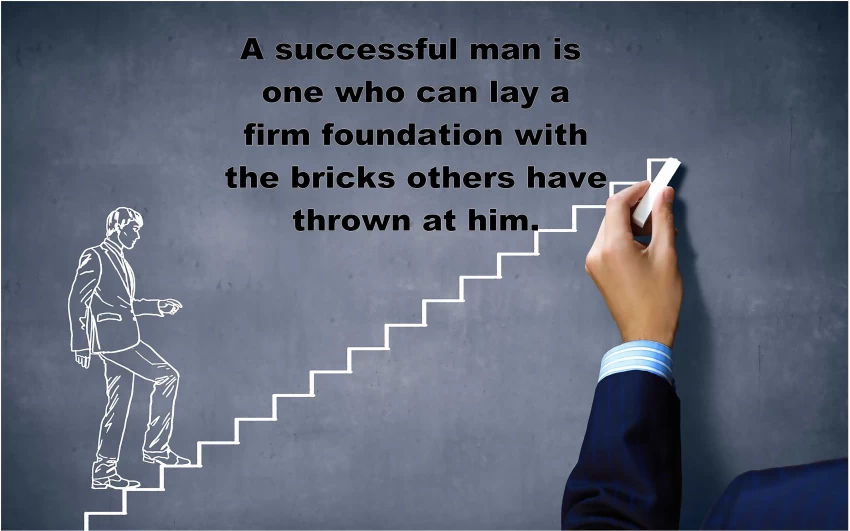 A successful man is
one who can lay a
firm foundation with
the bricks others have
thrown at him.